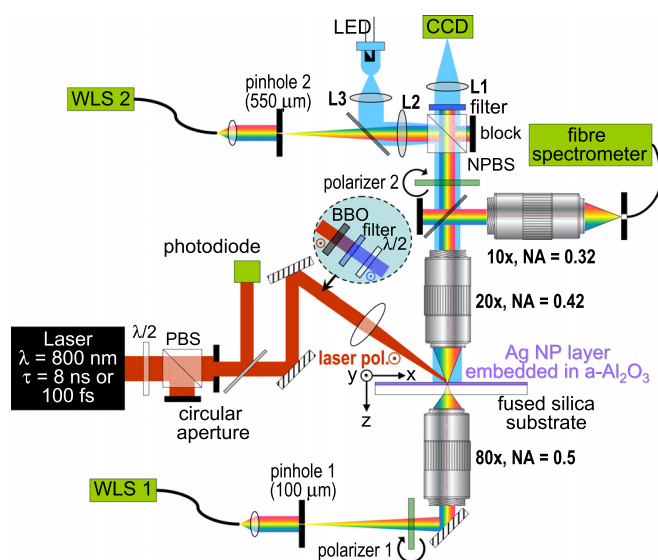 LED
CCD
WLS 2
pinhole 2
(550 µm)
L3
L2
L1
filter
block
NPBS
fibre
spectrometer
polarizer 2
BBO
filter
λ/2
photodiode
10x, NA = 0.32
20x, NA = 0.42
Laser
λ = 800 nm
τ = 8 ns or
100 fs
λ/2
PBS
circular
aperture
laser pol.
y
x
z
Ag NP layer
embedded in a-Al₂O₃
fused silica
substrate
80x, NA = 0.5
WLS 1
pinhole 1
(100 µm)
polarizer 1